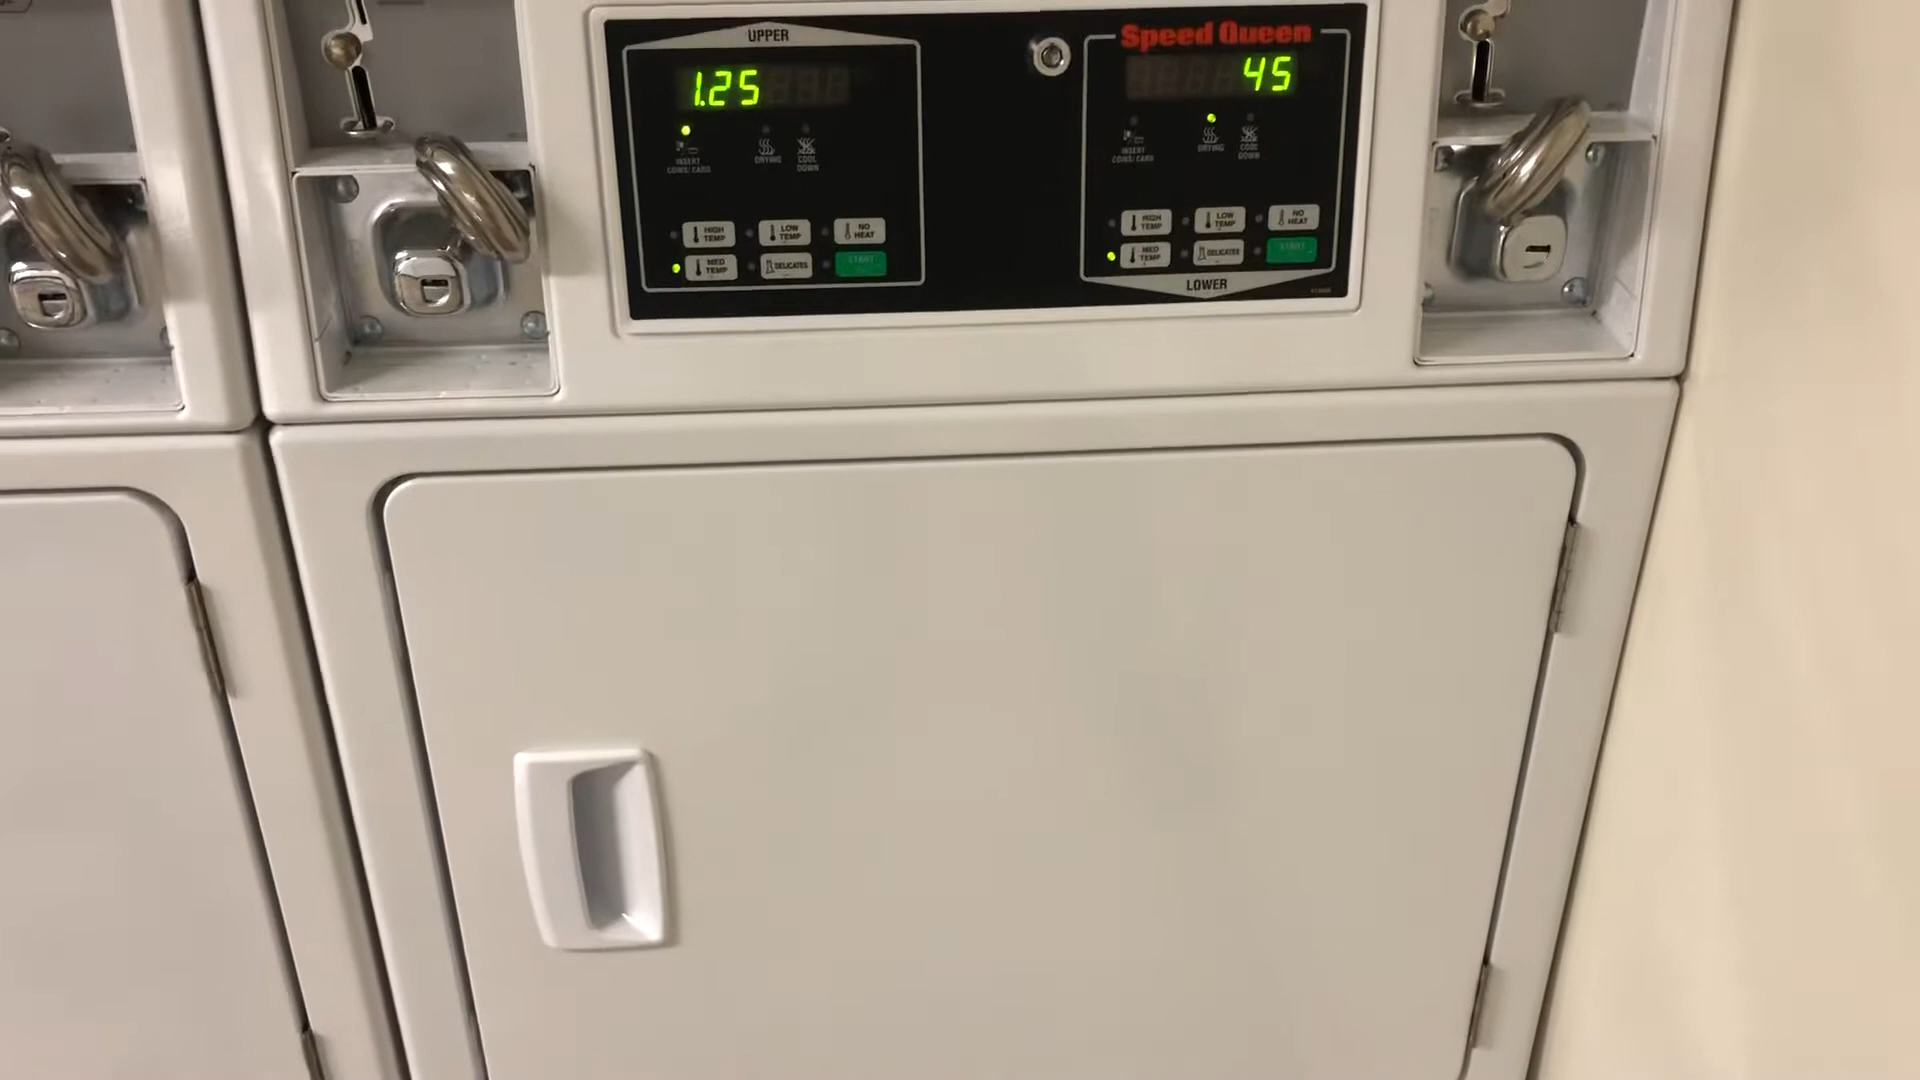 UPPER
1.25
INSERT
COINS/CARD
DRYING
COOL
DOWN
HIGH
TEMP
LOW
TEMP
NO
HEAT
MED
TEMP
DELICATES
START
Speed Queen
45
INSERT
COINS/CARD
DRYING
COOL
DOWN
HIGH
TEMP
LOW
TEMP
NO
HEAT
MED
TEMP
DELICATES
START
LOWER